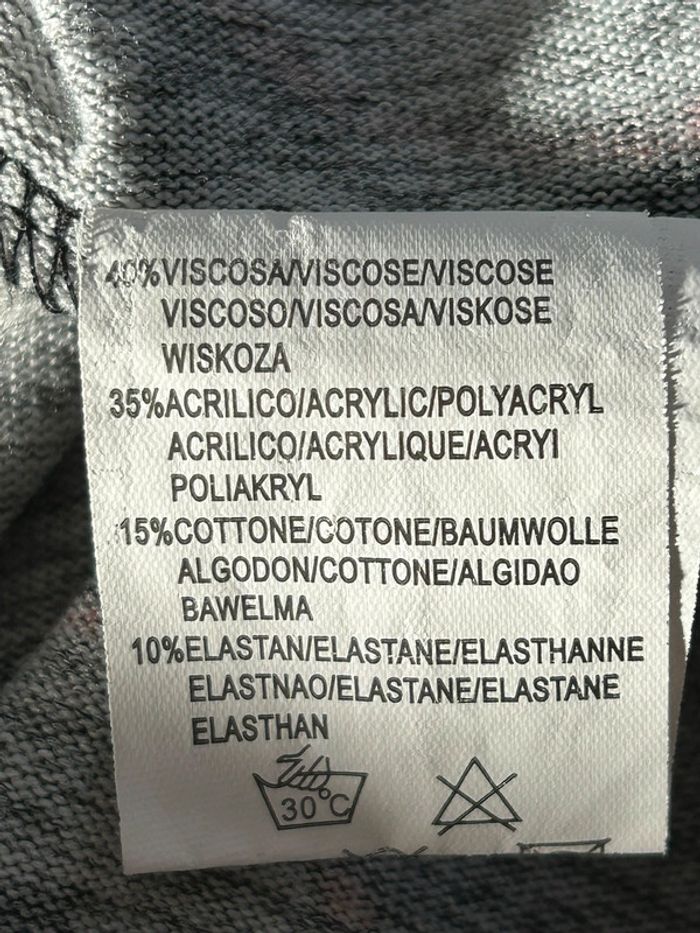 40%VISCOSA/VISCOSE/VISCOSE
VISCOSO/VISCOSA/VISKOSE
WISKOZA
35%ACRILICO/ACRYLIC/POLYACRYL
ACRILICO/ACRYLIQUE/ACRYI
POLIAKRYL
15%COTTONE/COTONE/BAUMWOLLE
ALGODON/COTTONE/ALGIDAO
BAWELMA
10%ELASTAN/ELASTANE/ELASTHANNE
ELASTNAO/ELASTANE/ELASTANE
ELASTHAN
30°C